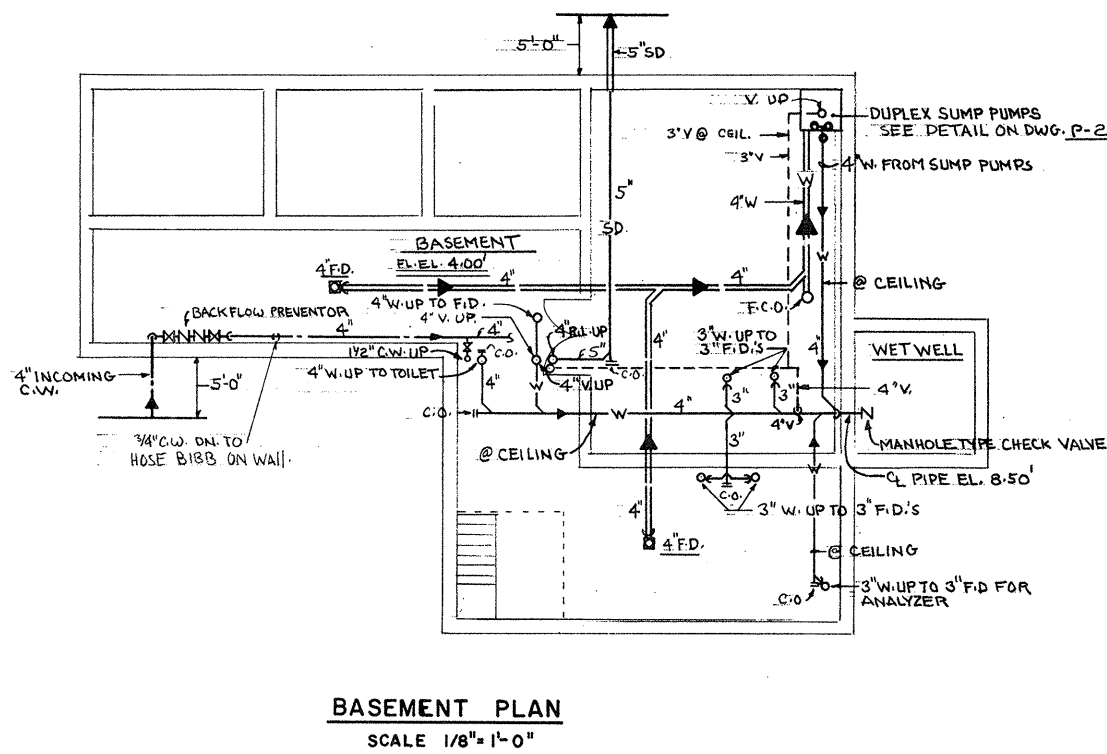 5'-0"
5" SD
V. UP
DUPLEX SUMP PUMPS
SEE DETAIL ON DWG. P-2
3" V @ CEIL.
3" V
4" W. FROM SUMP PUMPS
5"
W
4" W
SD.
BASEMENT
EL. EL. 4.00'
4" F.D.
4"
4"
W
@ CEILING
4" W. UP TO F.D.
F.C.O.
BACKFLOW PREVENTOR
4" V. UP.
4" R.L. UP
3" W. UP TO
3" F.D.'S
4"
4"
4"
4"
5"
WET WELL
1 1/2" C.W. UP
C.O.
4" INCOMING
C.W.
5'-0"
4" W. UP TO TOILET
C.O.
4" V. UP
4"
W
3"
3"
4" V.
C.O.
W
4"
4" V
3/4" C.W. DN. TO
HOSE BIBB ON WALL.
@ CEILING
3"
MANHOLE TYPE CHECK VALVE
W
℄ PIPE EL. 8.50'
C.O.
4"
3" W. UP TO 3" F.D.'S
4" F.D.
@ CEILING
C.O
3" W. UP TO 3" F.D FOR
ANALYZER
BASEMENT PLAN
SCALE 1/8"= 1'-0"